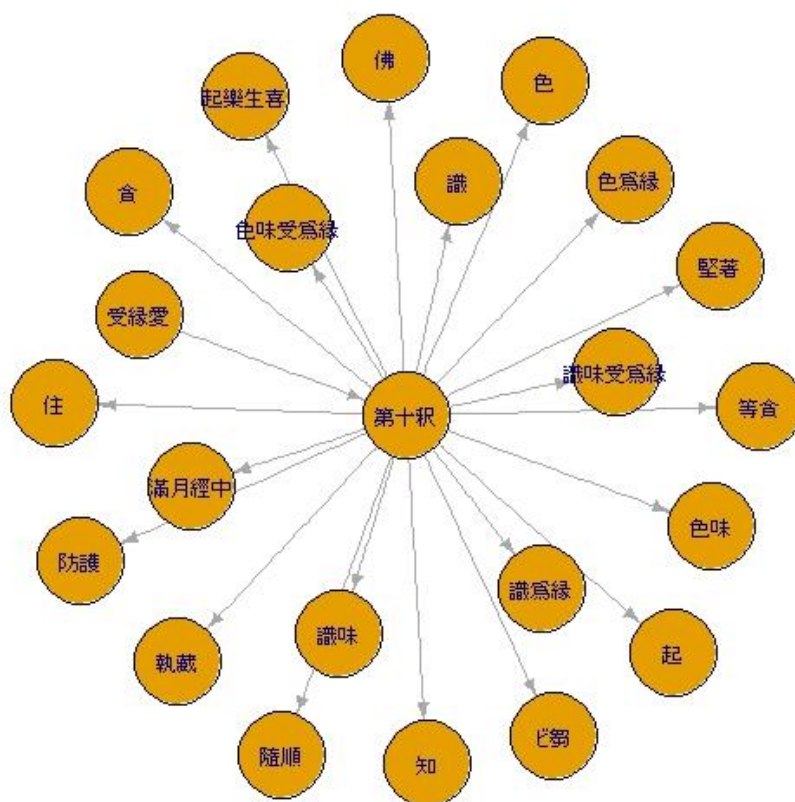 佛
色
起樂生喜
識
色爲緣
貪
色味受爲緣
堅著
受緣愛
識味受爲緣
住
第十釈
等貪
滿月經中
色味
防護
識爲緣
識味
起
執藏
隨順
知
ビ芻